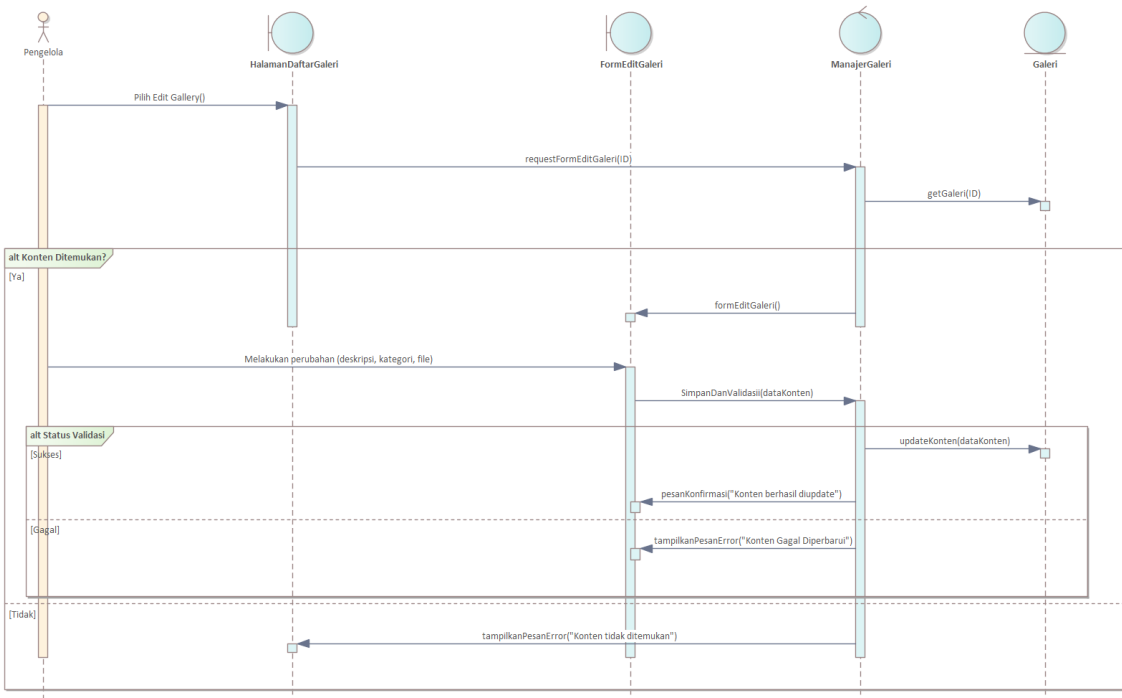 Pengelola
HalamanDaftarGaleri
FormEditGaleri
ManajerGaleri
Galeri
Pilih Edit Gallery()
requestFormEditGaleri(ID)
getGaleri(ID)
alt Konten Ditemukan?
[Ya]
formEditGaleri()
Melakukan perubahan (deskripsi, kategori, file)
SimpanDanValidasii(dataKonten)
alt Status Validasi
updateKonten(dataKonten)
[Sukses]
pesanKonfirmasi("Konten berhasil diupdate")
[Gagal]
tampilkanPesanError("Konten Gagal Diperbarui")
[Tidak]
tampilkanPesanError("Konten tidak ditemukan")